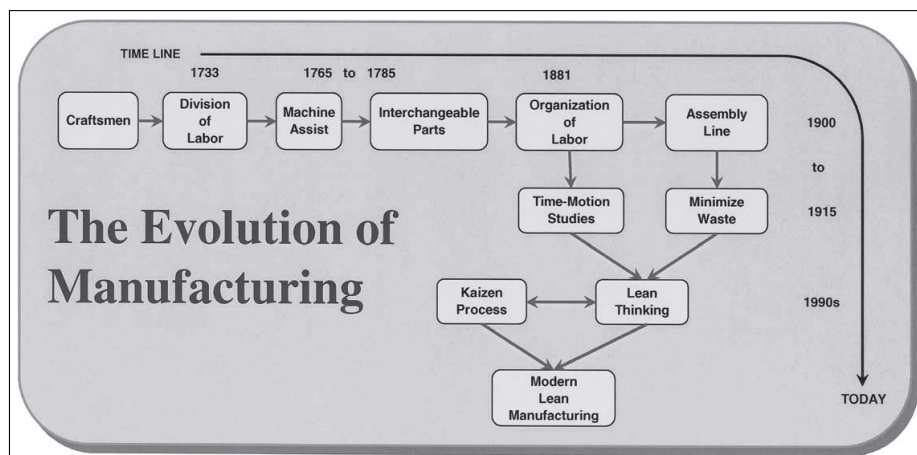 TIME LINE
1733
1765 to 1785
1881
Craftsmen
Division
of
Labor
Machine
Assist
Interchangeable
Parts
Organization
of
Labor
Assembly
Line
1900
to
Time-Motion
Studies
Minimize
Waste
1915
The Evolution of
Manufacturing
Kaizen
Process
Lean
Thinking
1990s
Modern
Lean
Manufacturing
TODAY